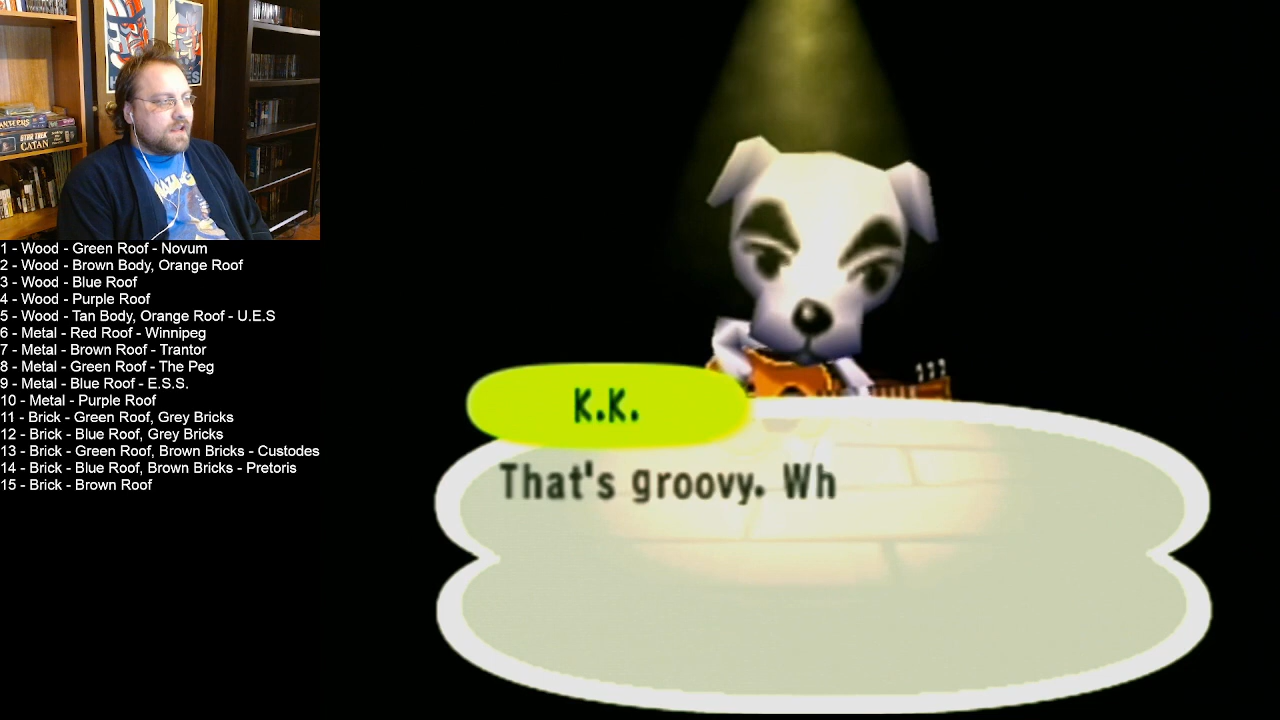 STAR TREK
CATAN
1 - Wood - Green Roof - Novum
2 - Wood - Brown Body, Orange Roof
3 - Wood - Blue Roof
4 - Wood - Purple Roof
5 - Wood - Tan Body, Orange Roof - U.E.S
6 - Metal - Red Roof - Winnipeg
7 - Metal - Brown Roof - Trantor
8 - Metal - Green Roof - The Peg
9 - Metal - Blue Roof - E.S.S.
10 - Metal - Purple Roof
11 - Brick - Green Roof, Grey Bricks
12 - Brick - Blue Roof, Grey Bricks
13 - Brick - Green Roof, Brown Bricks - Custodes
14 - Brick - Blue Roof, Brown Bricks - Pretoris
15 - Brick - Brown Roof
K.K.
That's groovy. Wh